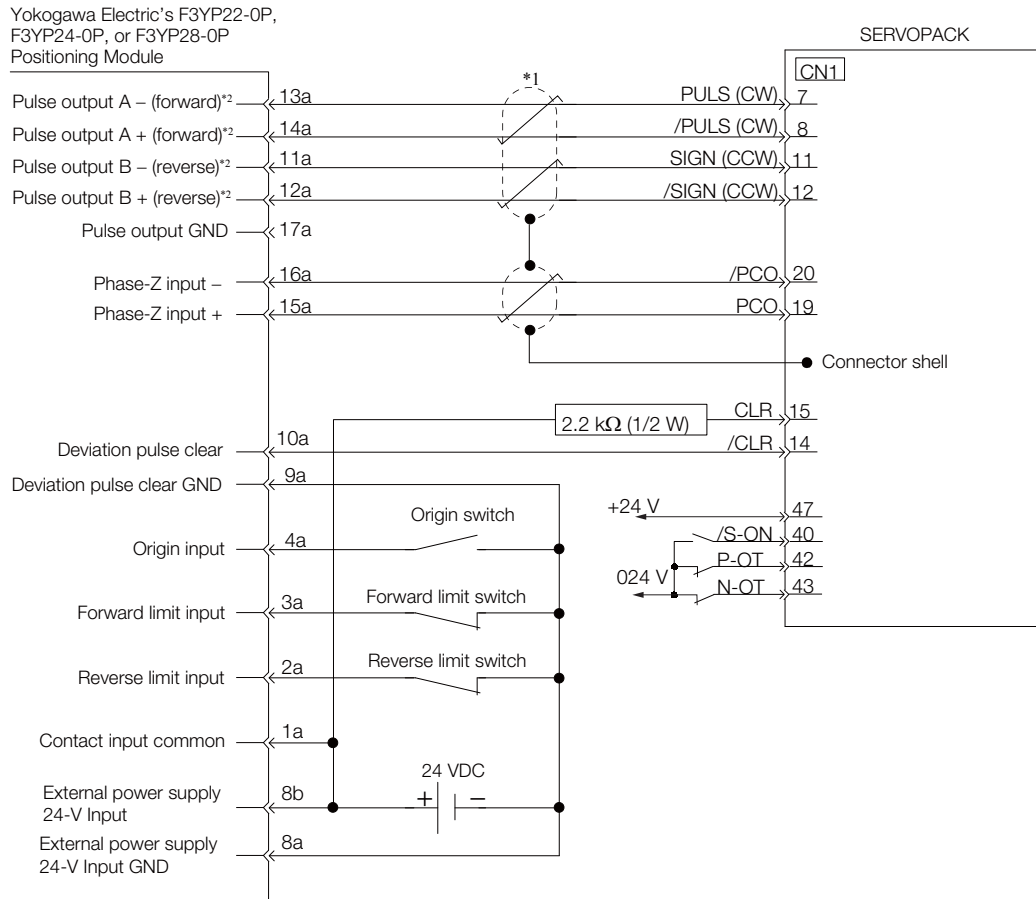 Yokogawa Electric's F3YP22-0P,
F3YP24-0P, or F3YP28-0P
Positioning Module
SERVOPACK
CN1
*1
Pulse output A – (forward)*2
13a
PULS (CW)
7
Pulse output A + (forward)*2
14a
/PULS (CW)
8
Pulse output B – (reverse)*2
11a
SIGN (CCW)
11
Pulse output B + (reverse)*2
12a
/SIGN (CCW)
12
Pulse output GND
17a
Phase-Z input –
16a
/PCO
20
Phase-Z input +
15a
PCO
19
Connector shell
2.2 kΩ (1/2 W)
CLR
15
Deviation pulse clear
10a
/CLR
14
Deviation pulse clear GND
9a
+24 V
47
Origin switch
/S-ON
40
Origin input
4a
P-OT
42
024 V
N-OT
43
Forward limit input
3a
Forward limit switch
Reverse limit input
2a
Reverse limit switch
Contact input common
1a
24 VDC
External power supply
24-V Input
8b
+
–
External power supply
24-V Input GND
8a